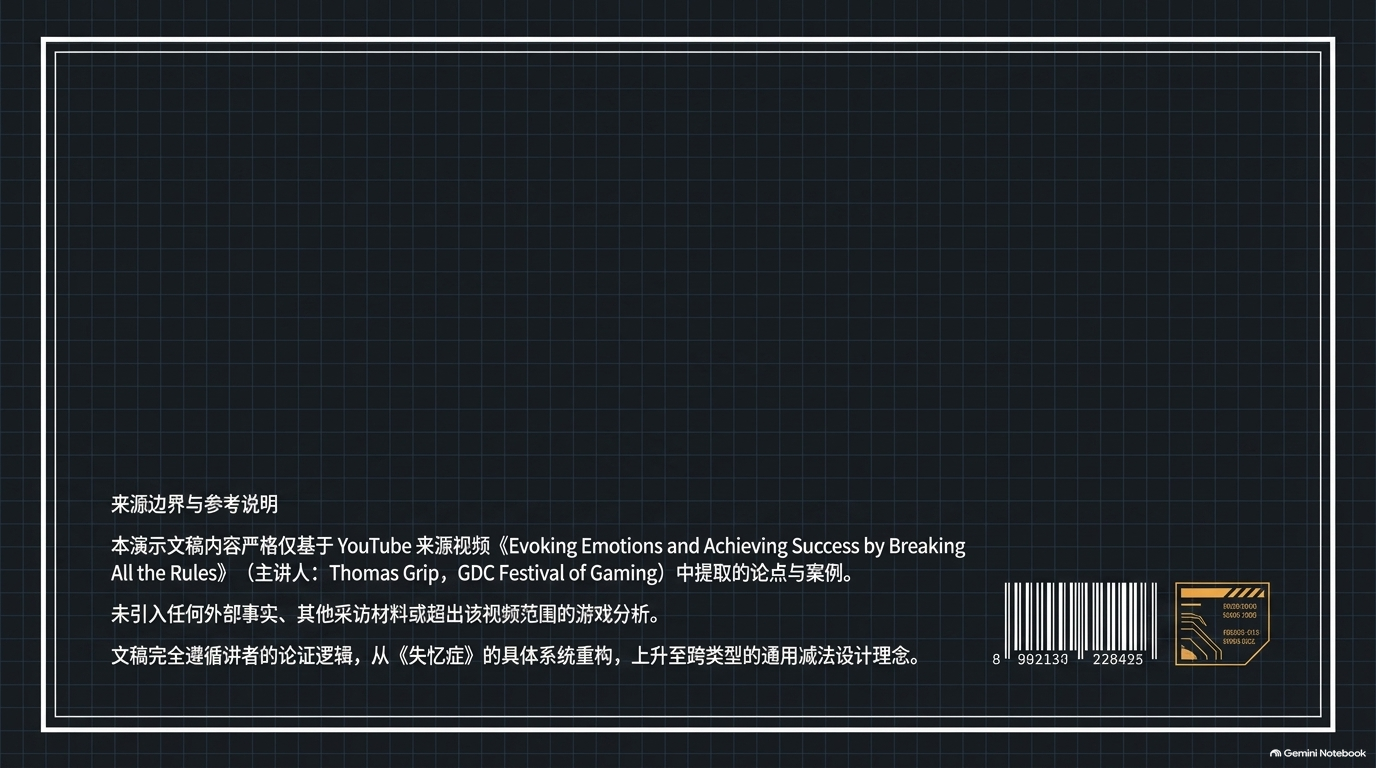 来源边界与参考说明
本演示文稿内容严格仅基于 YouTube 来源视频《Evoking Emotions and Achieving Success by Breaking
All the Rules》（主讲人：Thomas Grip，GDC Festival of Gaming）中提取的论点与案例。
未引入任何外部事实、其他采访材料或超出该视频范围的游戏分析。
文稿完全遵循讲者的论证逻辑，从《失忆症》的具体系统重构，上升至跨类型的通用减法设计理念。
8 992130 228495
Gemini Notebook